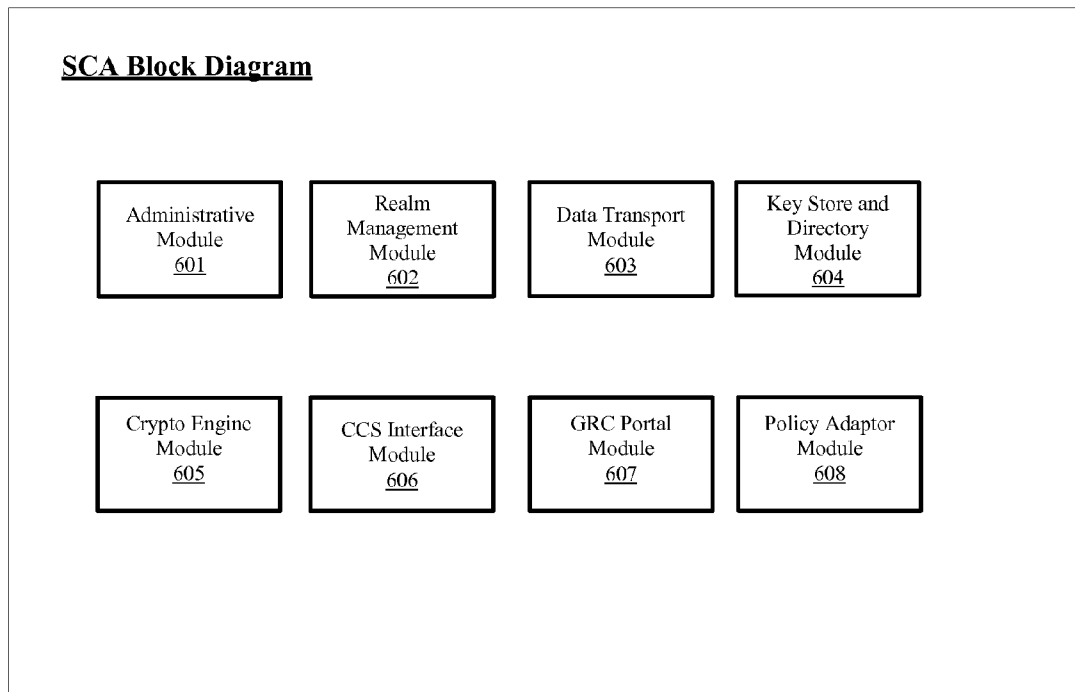 SCA Block Diagram
Administrative
Module
601
Realm
Management
Module
602
Data Transport
Module
603
Key Store and
Directory
Module
604
Crypto Engine
Module
605
CCS Interface
Module
606
GRC Portal
Module
607
Policy Adaptor
Module
608